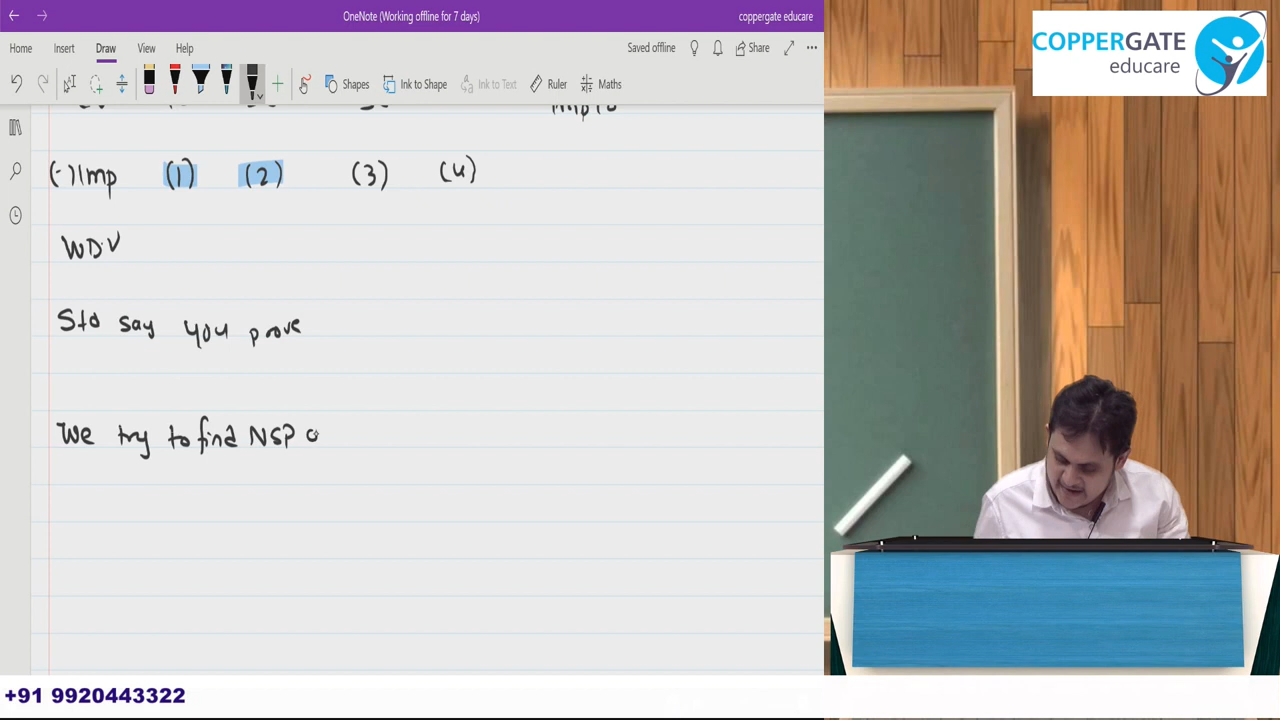 OneNote (Working offline for 7 days)
coppergate educare
Home Insert Draw View Help
Saved offline
Share
Shapes
Ink to Shape
Ink to Text
Ruler
Maths
COPPERGATE
educare
(-)Imp (1) (2) (3) (4)
WDV
Std say you prove
We try to find NSP
+91 9920443322